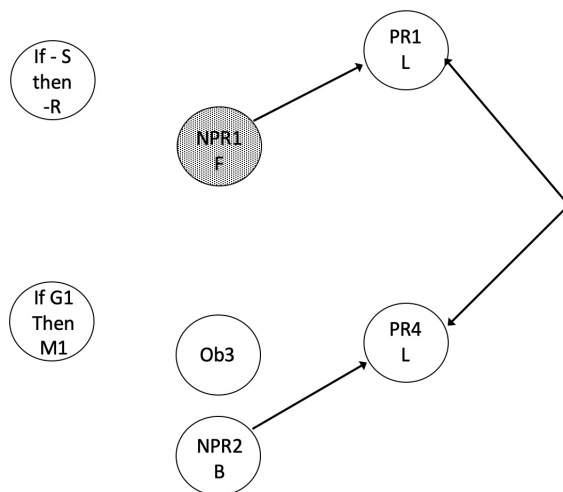 If - S
then
-R
PR1
L
NPR1
F
If G1
Then
M1
Ob3
PR4
L
NPR2
B